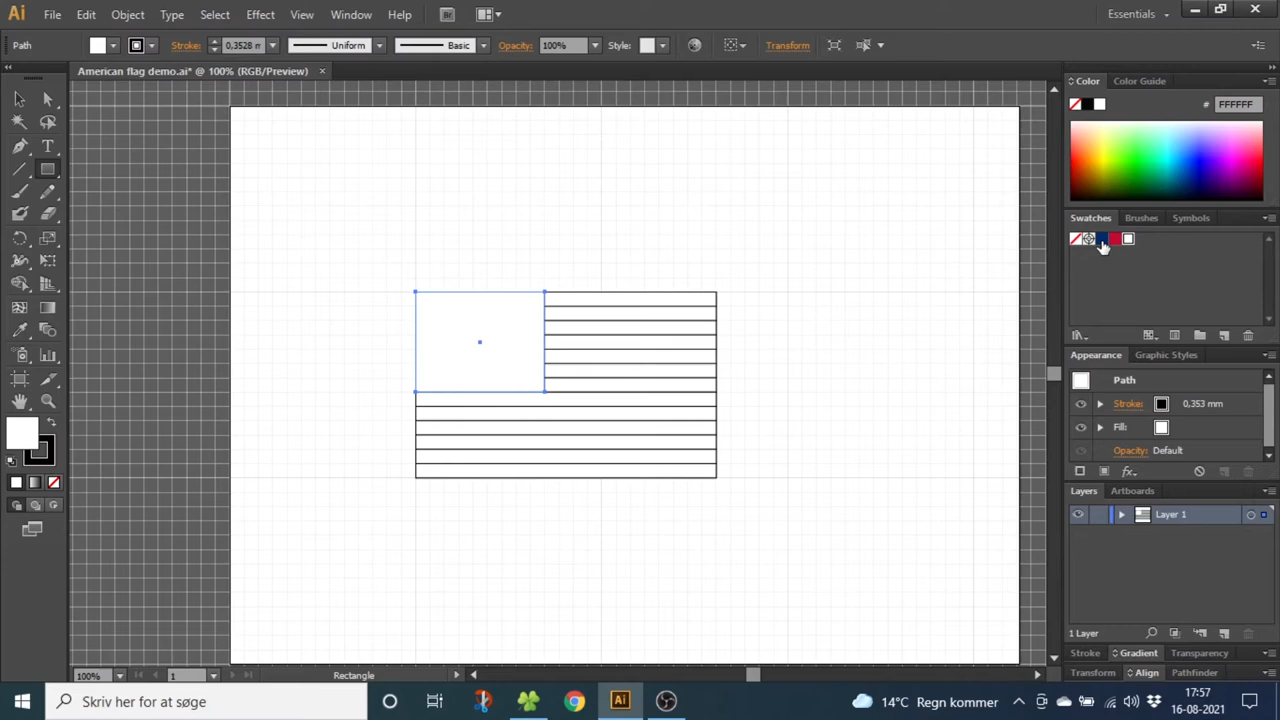 Ai File Edit Object Type Select Effect View Window Help Br Essentials
Path Stroke: 0,3528 m Uniform Basic Opacity: 100% Style: Transform
American flag demo.ai* @ 100% (RGB/Preview) ×
Color Color Guide
# FFFFFF
Swatches Brushes Symbols
Appearance Graphic Styles
Path
Stroke: 0,353 mm
Fill:
Opacity: Default
fx
Layers Artboards
Layer 1
1 Layer
Stroke Gradient Transparency
Transform Align Pathfinder
100% 1 Rectangle
Skriv her for at søge
Ai
14°C Regn kommer
17:57
16-08-2021